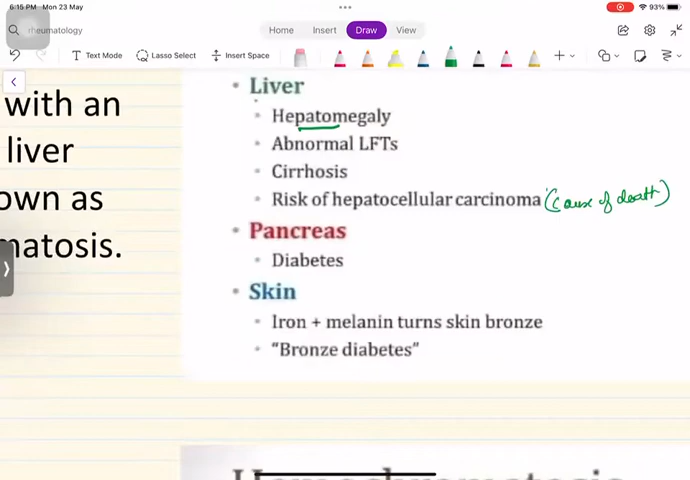 6:15 PM Mon 23 May
93%
rheumatology
Home Insert Draw View
Text Mode Lasso Select Insert Space
with an
liver
own as
matosis.
Liver
Hepatomegaly
Abnormal LFTs
Cirrhosis
Risk of hepatocellular carcinoma (Cause of death)
Pancreas
Diabetes
Skin
Iron + melanin turns skin bronze
"Bronze diabetes"